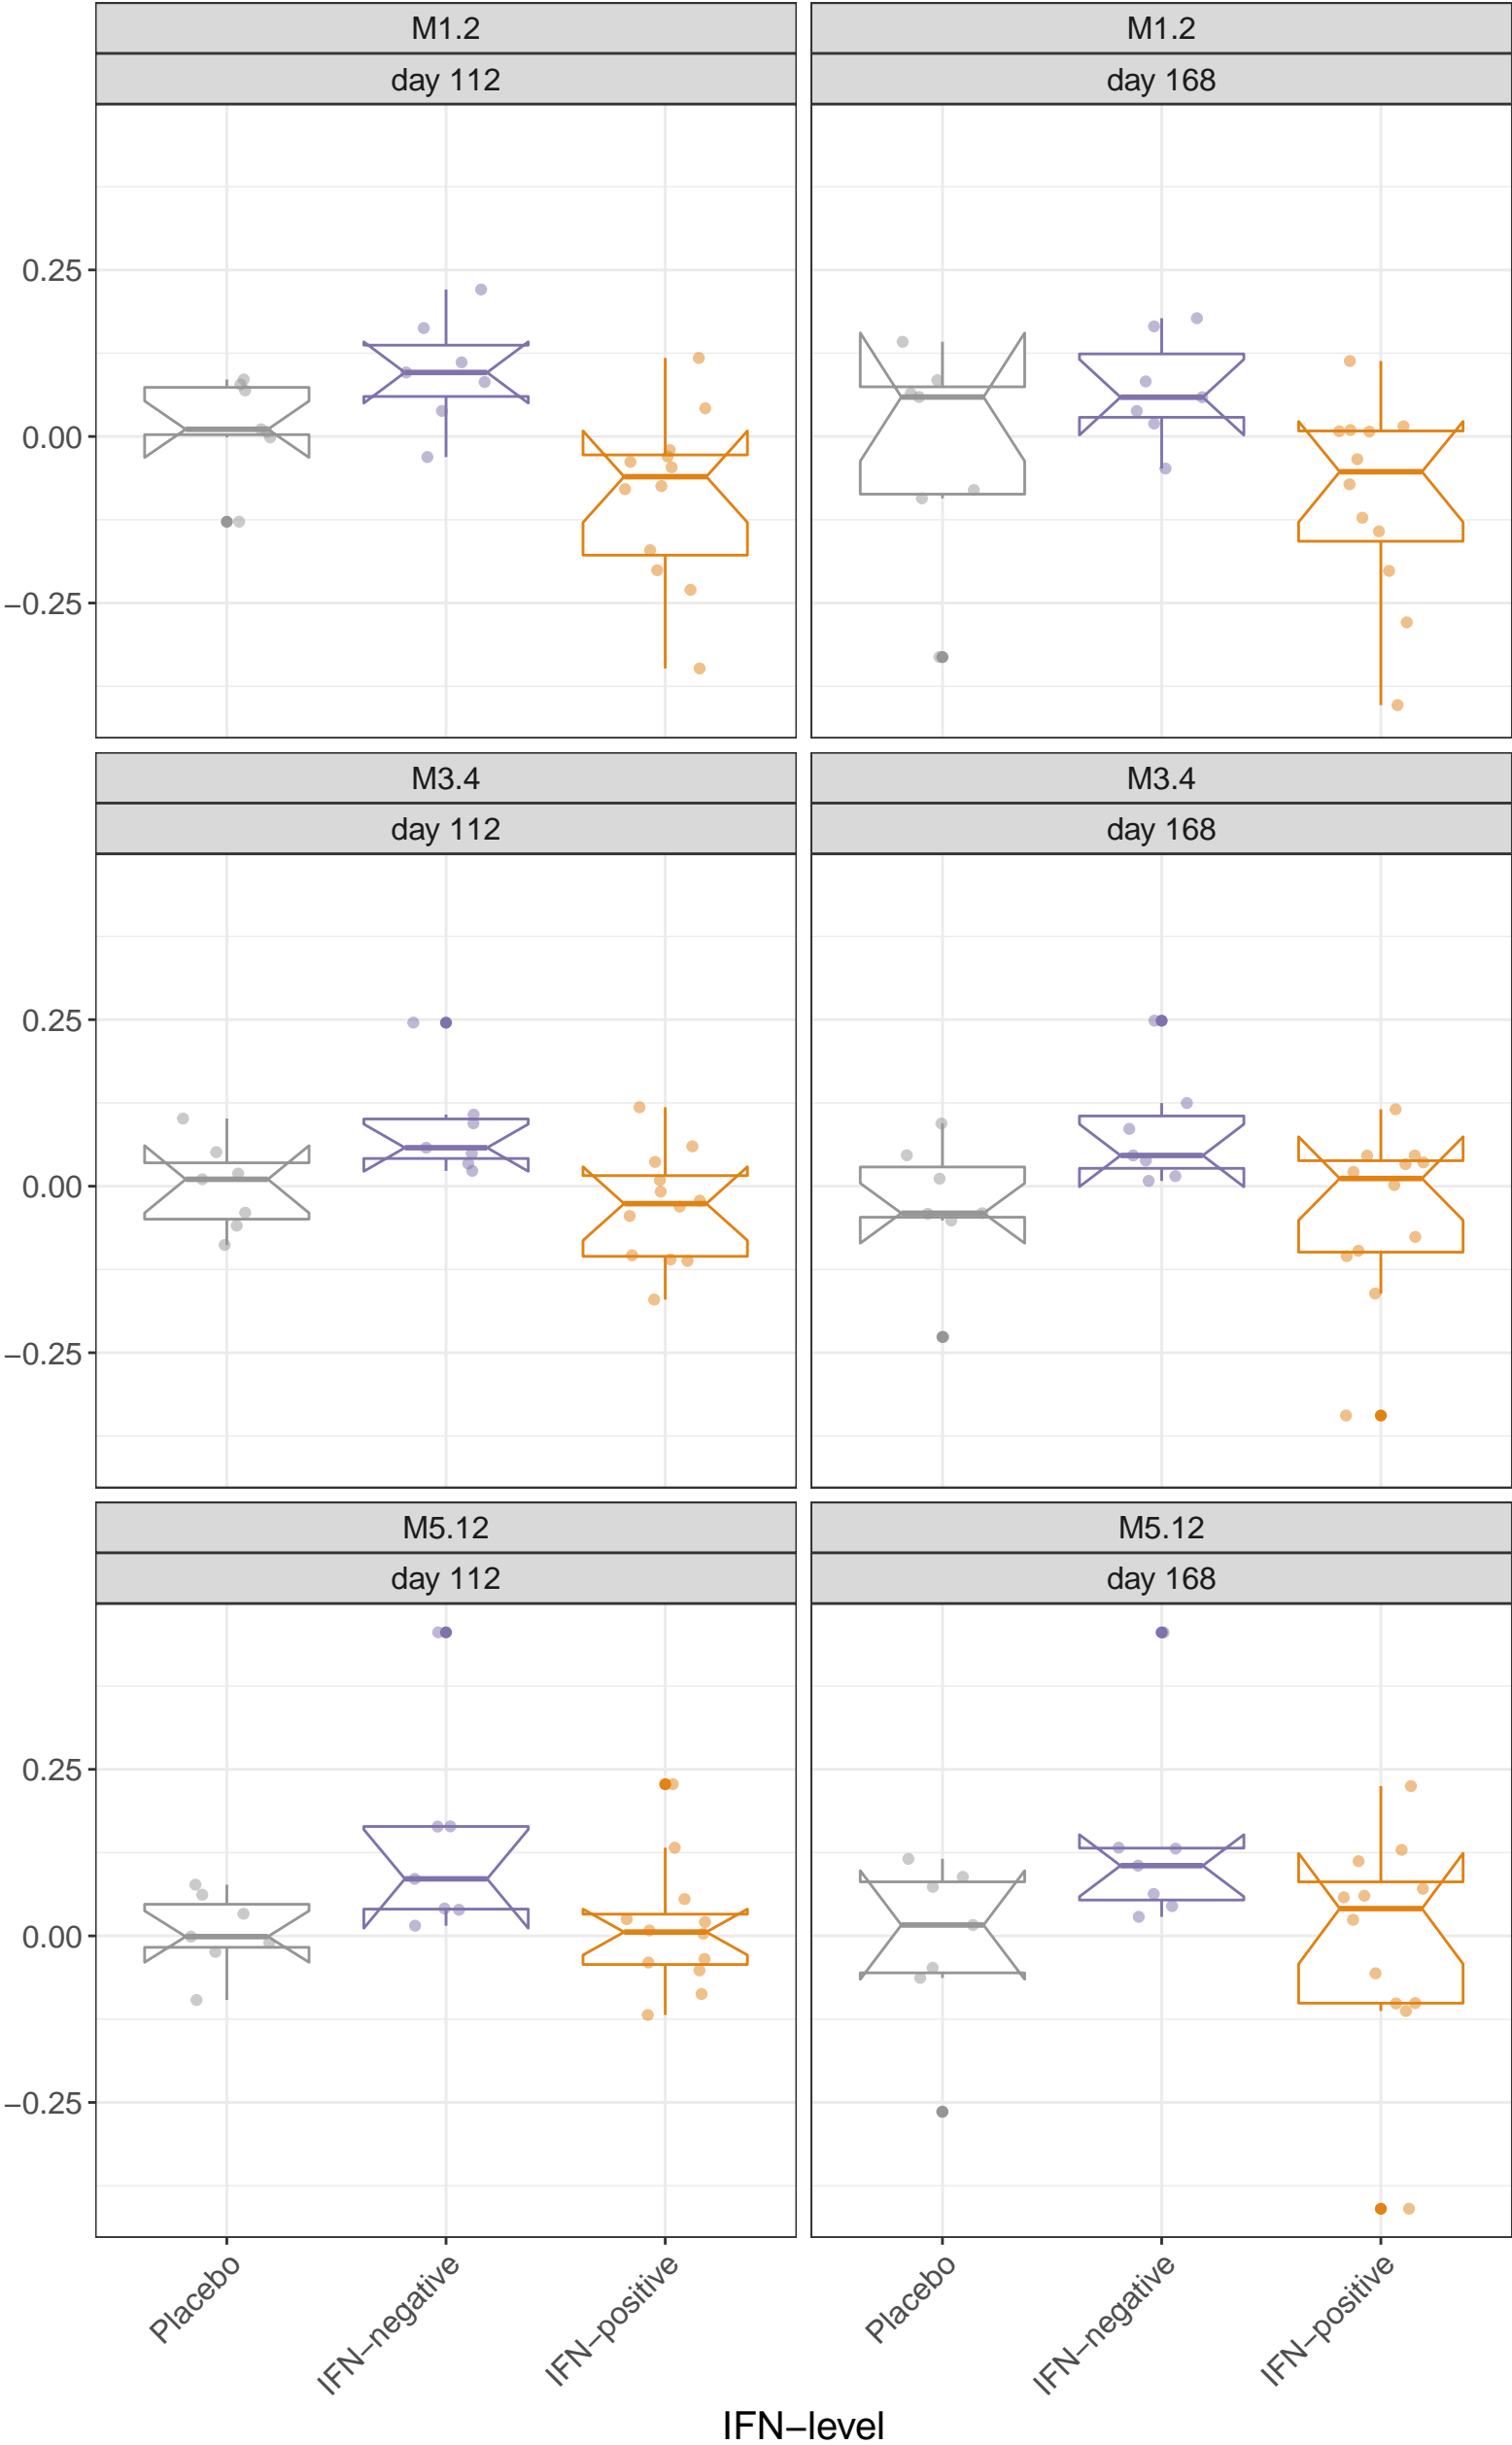 M1.2
M1.2
day 112
day 168
0.25
0.00
−0.25
M3.4
M3.4
day 112
day 168
0.25
0.00
−0.25
M5.12
M5.12
day 112
day 168
0.25
0.00
−0.25
Placebo
IFN−negative
IFN−positive
Placebo
IFN−negative
IFN−positive
IFN−level